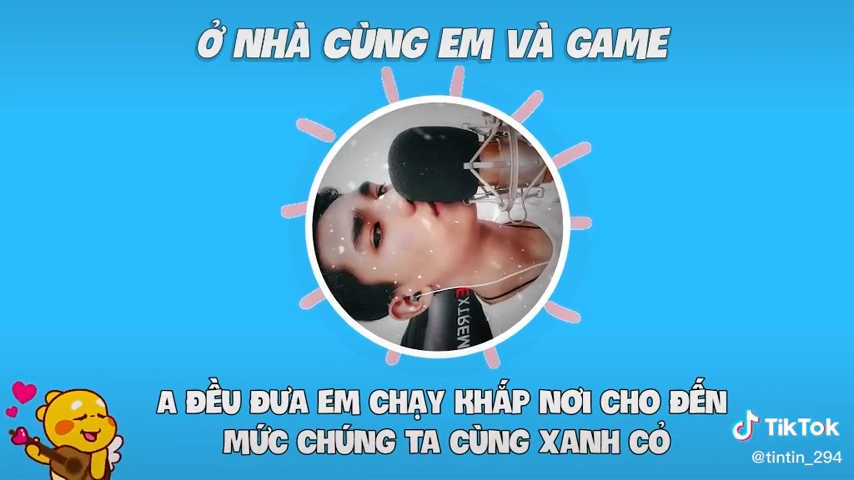 Ở NHÀ CÙNG EM VÀ GAME
EXTREM
A ĐỀU ĐƯA EM CHẠY KHẮP NƠI CHO ĐẾN
MỨC CHÚNG TA CÙNG XANH CỎ
TikTok
@tintin_294